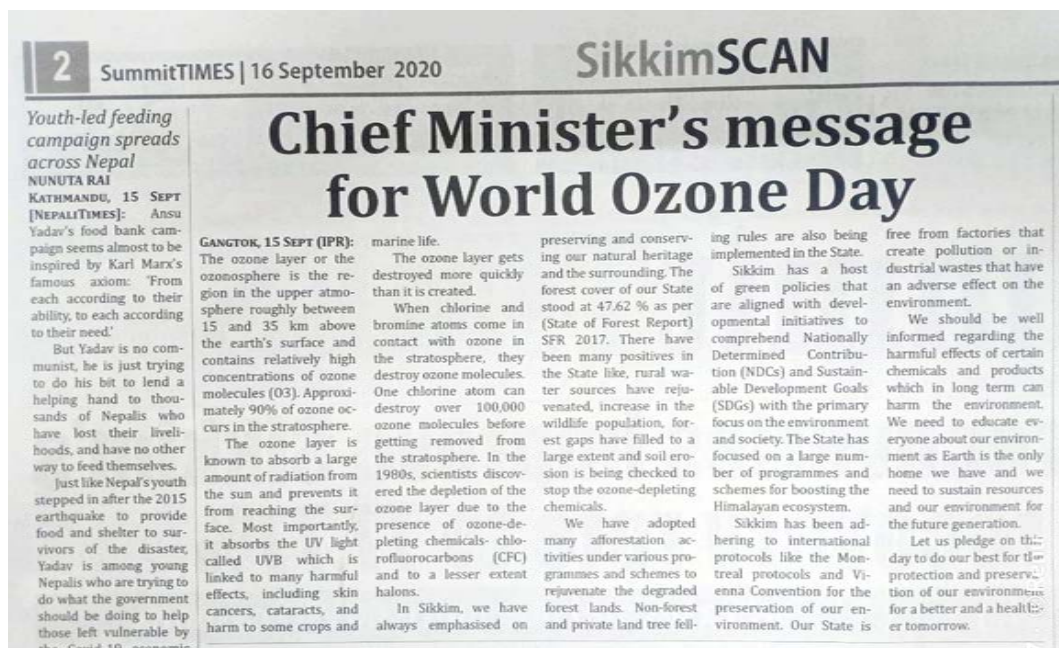 2
SummitTIMES | 16 September 2020
SikkimSCAN
Youth-led feeding
campaign spreads
across Nepal
NUNUTA RAI
KATHMANDU, 15 SEPT
[NEPALITIMES]: Ansu
Yadav's food bank cam-
paign seems almost to be
inspired by Karl Marx's
famous axiom: 'From
each according to their
ability, to each according
to their need.'
But Yadav is no com-
munist, he is just trying
to do his bit to lend a
helping hand to thou-
sands of Nepalis who
have lost their liveli-
hoods, and have no other
way to feed themselves.
Just like Nepal's youth
stepped in after the 2015
earthquake to provide
food and shelter to sur-
vivors of the disaster,
Yadav is among young
Nepalis who are trying to
do what the government
should be doing to help
those left vulnerable by
the Covid-19 economic
Chief Minister's message
for World Ozone Day
GANGTOK, 15 SEPT (IPR):
The ozone layer or the
ozonosphere is the re-
gion in the upper atmo-
sphere roughly between
15 and 35 km above
the earth's surface and
contains relatively high
concentrations of ozone
molecules (O3). Approxi-
mately 90% of ozone oc-
curs in the stratosphere.
The ozone layer is
known to absorb a large
amount of radiation from
the sun and prevents it
from reaching the sur-
face. Most importantly,
it absorbs the UV light
called UVB which is
linked to many harmful
effects, including skin
cancers, cataracts, and
harm to some crops and
marine life.
The ozone layer gets
destroyed more quickly
than it is created.
When chlorine and
bromine atoms come in
contact with ozone in
the stratosphere, they
destroy ozone molecules.
One chlorine atom can
destroy over 100,000
ozone molecules before
getting removed from
the stratosphere. In the
1980s, scientists discov-
ered the depletion of the
ozone layer due to the
presence of ozone-de-
pleting chemicals- chlo-
rofluorocarbons (CFC)
and to a lesser extent
halons.
In Sikkim, we have
always emphasised on
preserving and conserv-
ing our natural heritage
and the surrounding. The
forest cover of our State
stood at 47.62 % as per
(State of Forest Report)
SFR 2017. There have
been many positives in
the State like, rural wa-
ter sources have reju-
venated, increase in the
wildlife population, for-
est gaps have filled to a
large extent and soil ero-
sion is being checked to
stop the ozone-depleting
chemicals.
We have adopted
many afforestation ac-
tivities under various pro-
grammes and schemes to
rejuvenate the degraded
forest lands. Non-forest
and private land tree fell-
ing rules are also being
implemented in the State.
Sikkim has a host
of green policies that
are aligned with devel-
opmental initiatives to
comprehend Nationally
Determined Contribu-
tion (NDCs) and Sustain-
able Development Goals
(SDGs) with the primary
focus on the environment
and society. The State has
focused on a large num-
ber of programmes and
schemes for boosting the
Himalayan ecosystem.
Sikkim has been ad-
hering to international
protocols like the Mon-
treal protocols and Vi-
enna Convention for the
preservation of our en-
vironment. Our State is
free from factories that
create pollution or in-
dustrial wastes that have
an adverse effect on the
environment.
We should be well
informed regarding the
harmful effects of certain
chemicals and products
which in long term can
harm the environment.
We need to educate ev-
eryone about our environ-
ment as Earth is the only
home we have and we
need to sustain resources
and our environment for
the future generation.
Let us pledge on this
day to do our best for the
protection and preserva-
tion of our environment
for a better and a health-
er tomorrow.